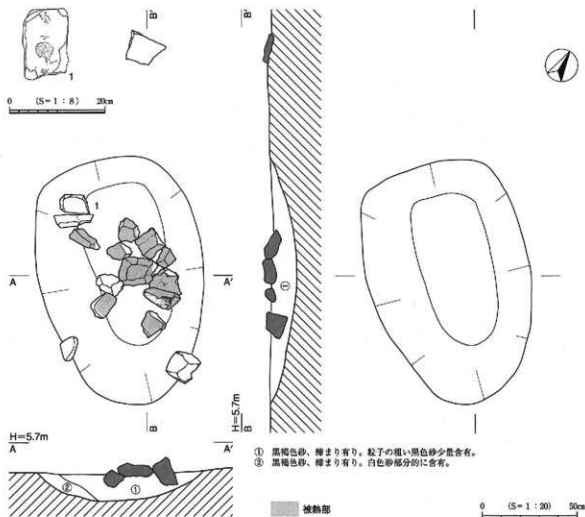 B'
B'
1
0 (S=1：8) 20cm
1
A
A'
A
A'
①
B
B
H=5.7m
H=5.7m
A
A'
②
①
① 黒褐色砂、締まり有り。粒子の粗い黒色砂少量含有。
② 黒褐色砂、締まり有り。白色砂部分的に含有。
被熱部
0 (S=1：20) 50cm